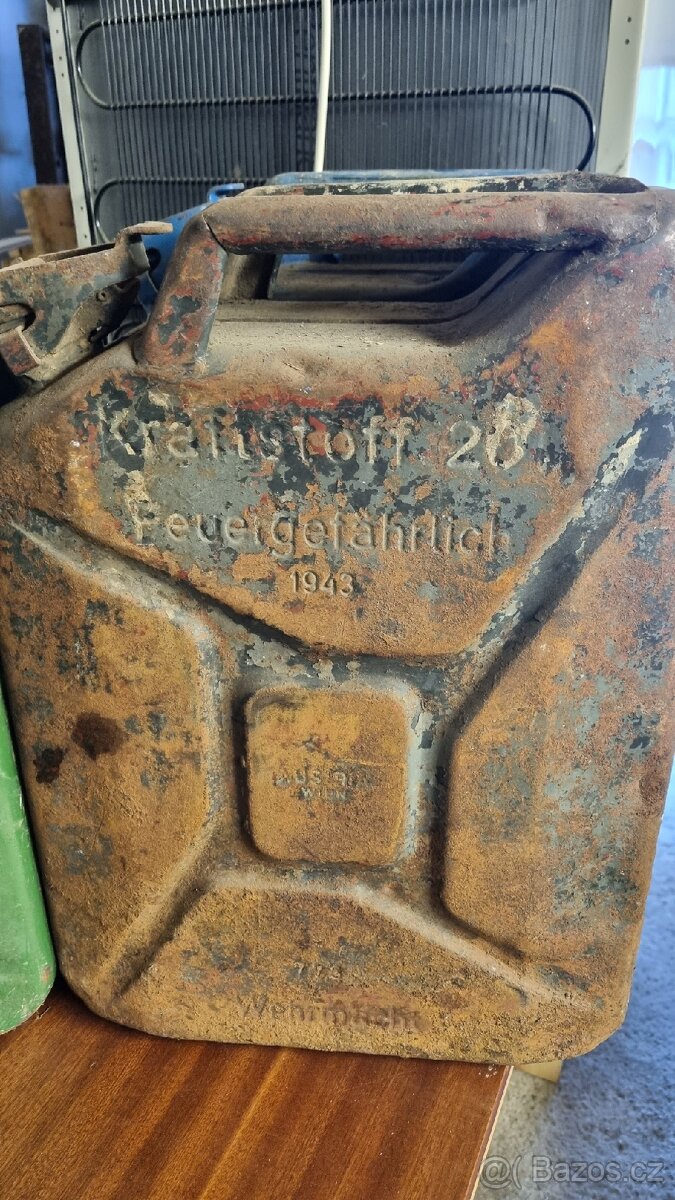 Kraftstoff 20
Feuergefährlich
1943
WIEN
Wehrmacht
@( Bazos.cz